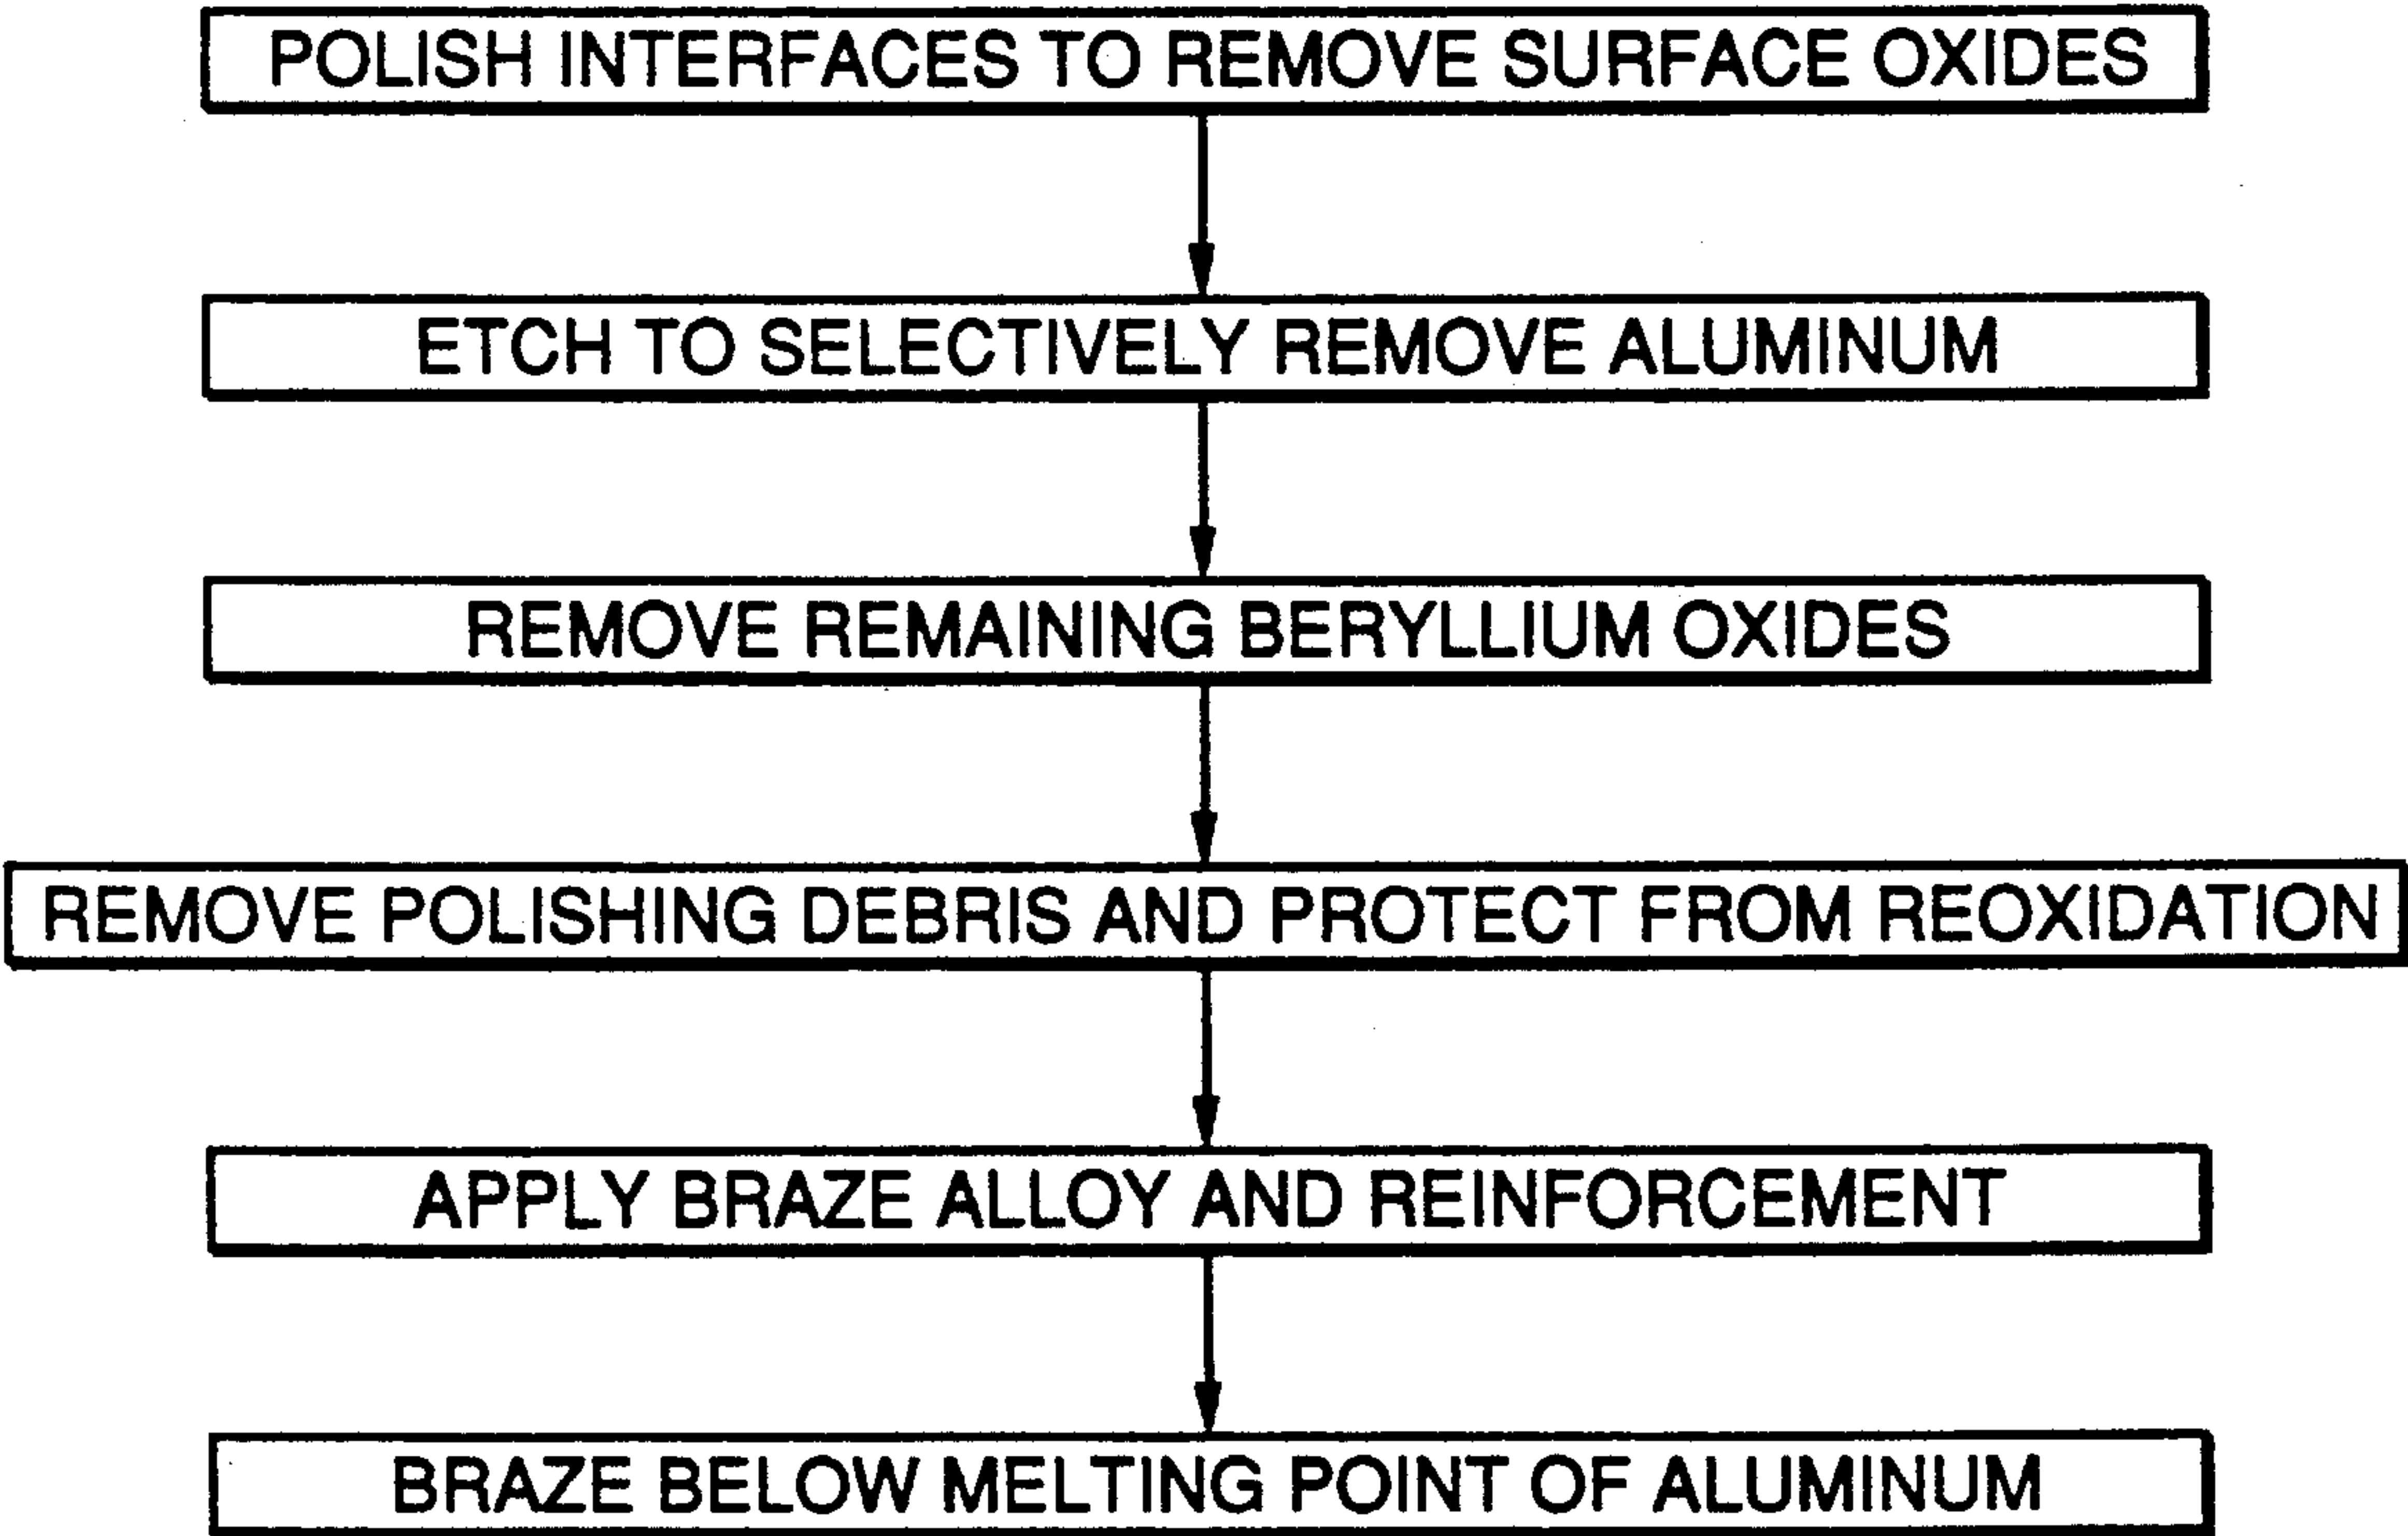 POLISH INTERFACES TO REMOVE SURFACE OXIDES
ETCH TO SELECTIVELY REMOVE ALUMINUM
REMOVE REMAINING BERYLLIUM OXIDES
REMOVE POLISHING DEBRIS AND PROTECT FROM REOXIDATION
APPLY BRAZE ALLOY AND REINFORCEMENT
BRAZE BELOW MELTING POINT OF ALUMINUM